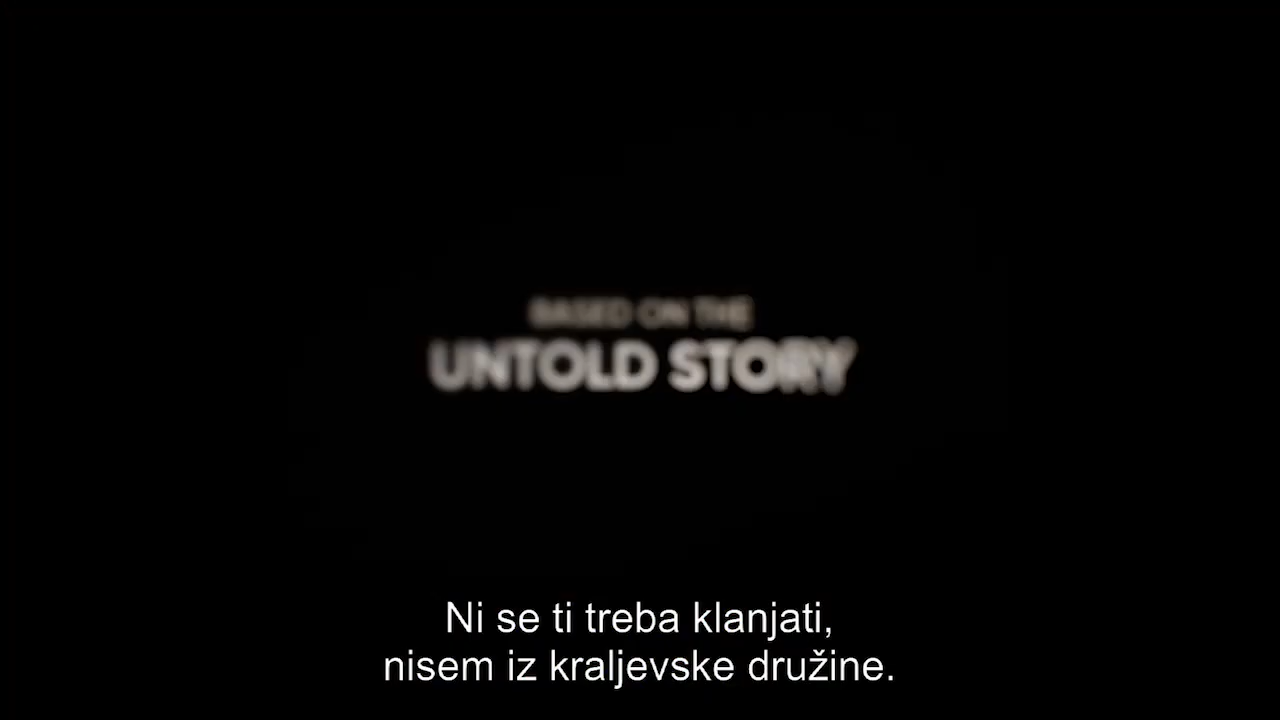 BASED ON THE
UNTOLD STORY
Ni se ti treba klanjati,
nisem iz kraljevske družine.